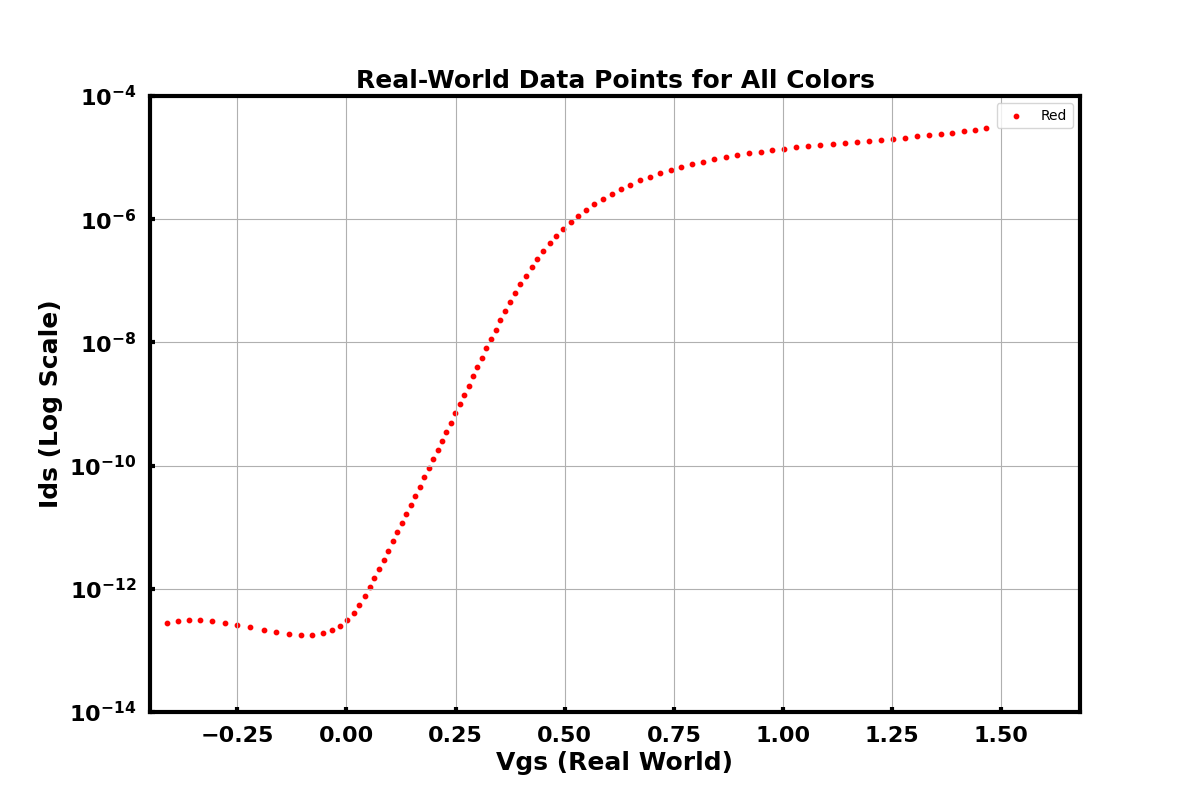 Real-World Data Points for All Colors
Red
10⁻⁴
10⁻⁶
10⁻⁸
10⁻¹⁰
10⁻¹²
10⁻¹⁴
Ids (Log Scale)
−0.25 0.00 0.25 0.50 0.75 1.00 1.25 1.50
Vgs (Real World)